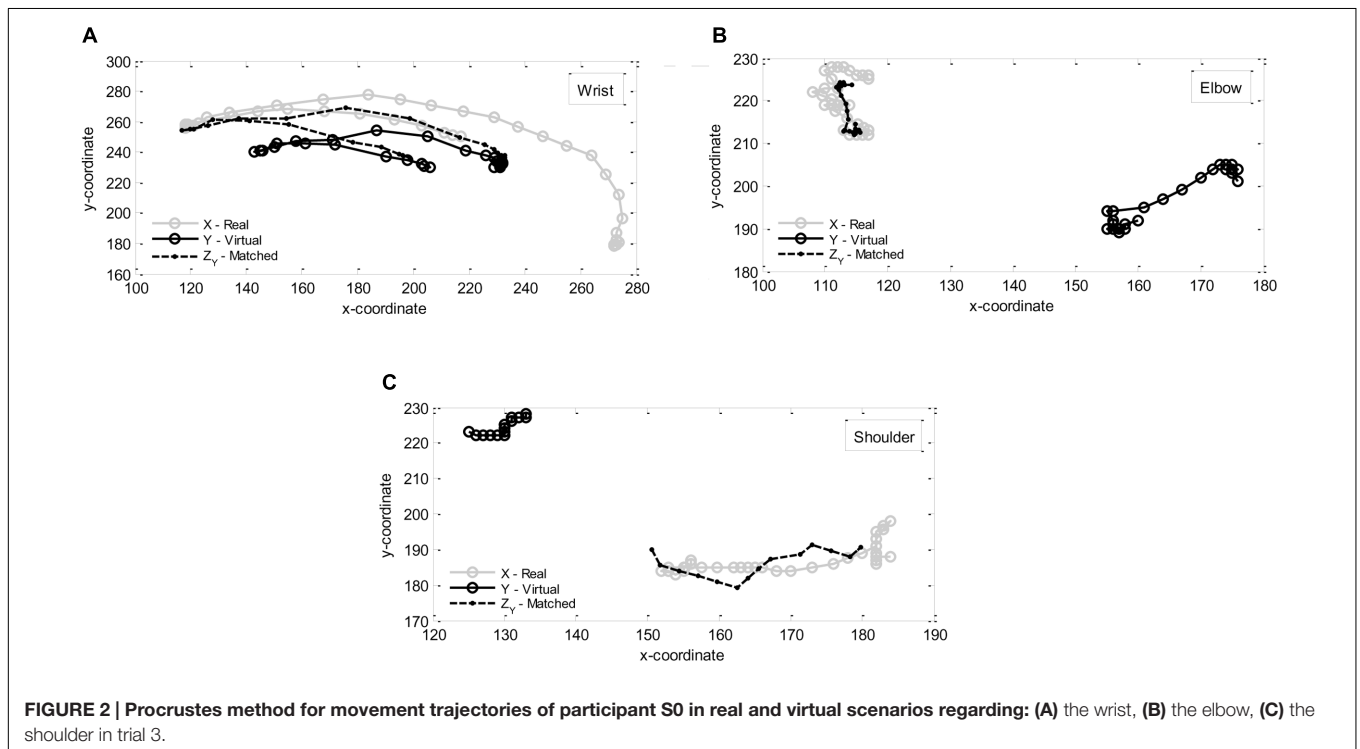 A
300
280
260
240
220
200
180
160
y-coordinate
Wrist
X - Real
Y - Virtual
Z_Y - Matched
100 120 140 160 180 200 220 240 260 280
x-coordinate
B
230
220
210
200
190
180
y-coordinate
Elbow
X - Real
Y - Virtual
Z_Y - Matched
100 110 120 130 140 150 160 170 180
x-coordinate
C
230
220
210
200
190
180
170
y-coordinate
Shoulder
X - Real
Y - Virtual
Z_Y - Matched
120 130 140 150 160 170 180 190
x-coordinate
FIGURE 2 | Procrustes method for movement trajectories of participant S0 in real and virtual scenarios regarding: (A) the wrist, (B) the elbow, (C) the
shoulder in trial 3.